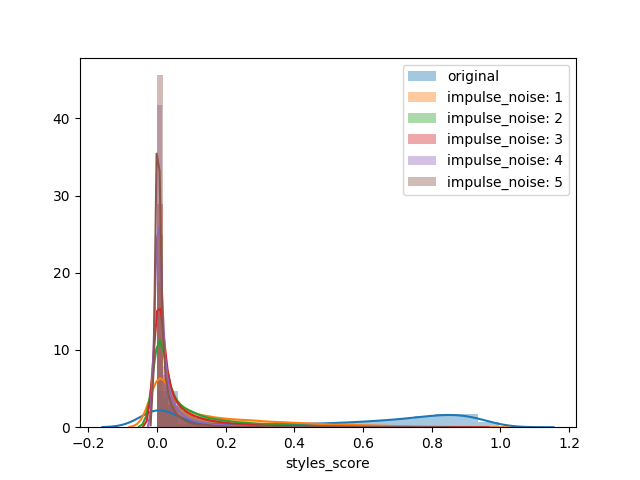 original
impulse_noise: 1
impulse_noise: 2
impulse_noise: 3
impulse_noise: 4
impulse_noise: 5
40
30
20
10
0
−0.2 0.0 0.2 0.4 0.6 0.8 1.0 1.2
styles_score